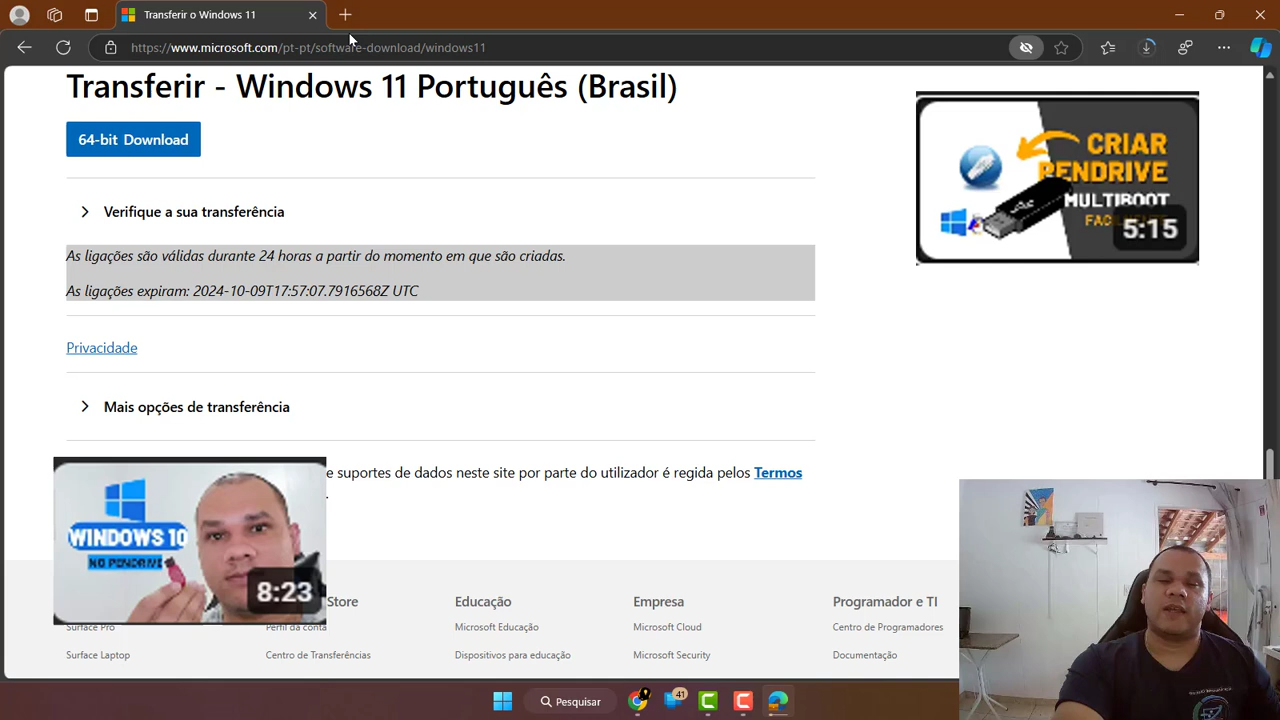 Transferir o Windows 11
https://www.microsoft.com/pt-pt/software-download/windows11
Transferir - Windows 11 Português (Brasil)
64-bit Download
Verifique a sua transferência
As ligações são válidas durante 24 horas a partir do momento em que são criadas.
As ligações expiram: 2024-10-09T17:57:07.7916568Z UTC
Privacidade
Mais opções de transferência
e suportes de dados neste site por parte do utilizador é regida pelos Termos
.
CRIAR
PENDRIVE
MULTIBOOT
5:15
WINDOWS 10
NO PENDRIVE
8:23
Store
Educação
Empresa
Programador e TI
Surface Pro
Perfil da conta
Microsoft Educação
Microsoft Cloud
Centro de Programadores
Surface Laptop
Centro de Transferências
Dispositivos para educação
Microsoft Security
Documentação
Pesquisar
41